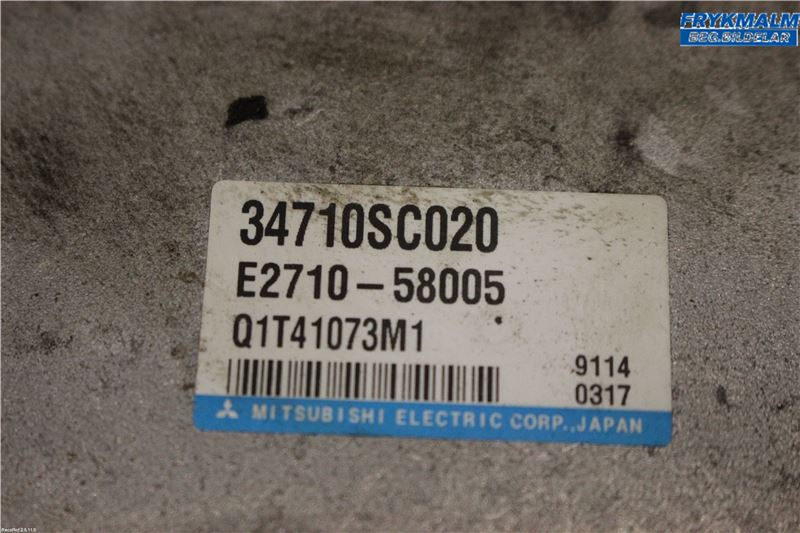 FRYKMALM
BEG.BILDELAR
34710SC020
E2710-58005
Q1T41073M1
9114
0317
MITSUBISHI ELECTRIC CORP.,JAPAN